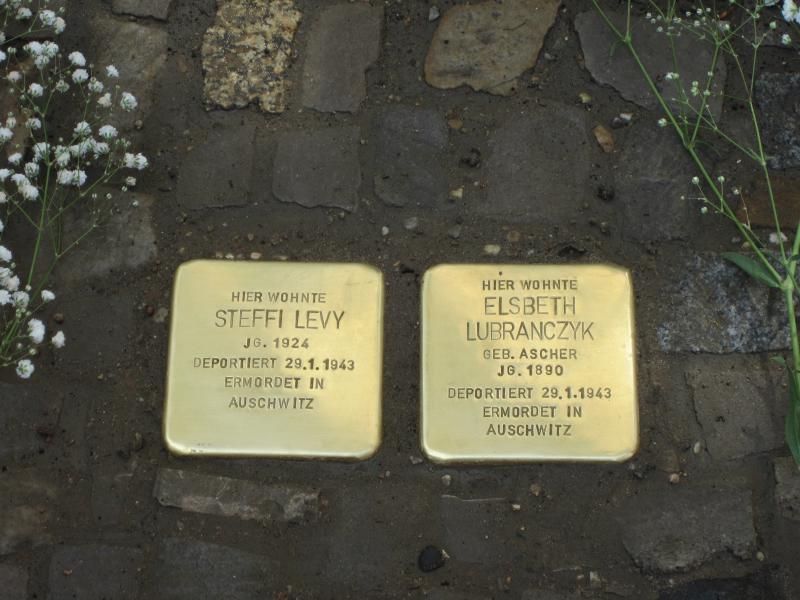 HIER WOHNTE
STEFFI LEVY
JG. 1924
DEPORTIERT 29.1.1943
ERMORDET IN
AUSCHWITZ
HIER WOHNTE
ELSBETH
LUBRANCZYK
GEB. ASCHER
JG. 1890
DEPORTIERT 29.1.1943
ERMORDET IN
AUSCHWITZ